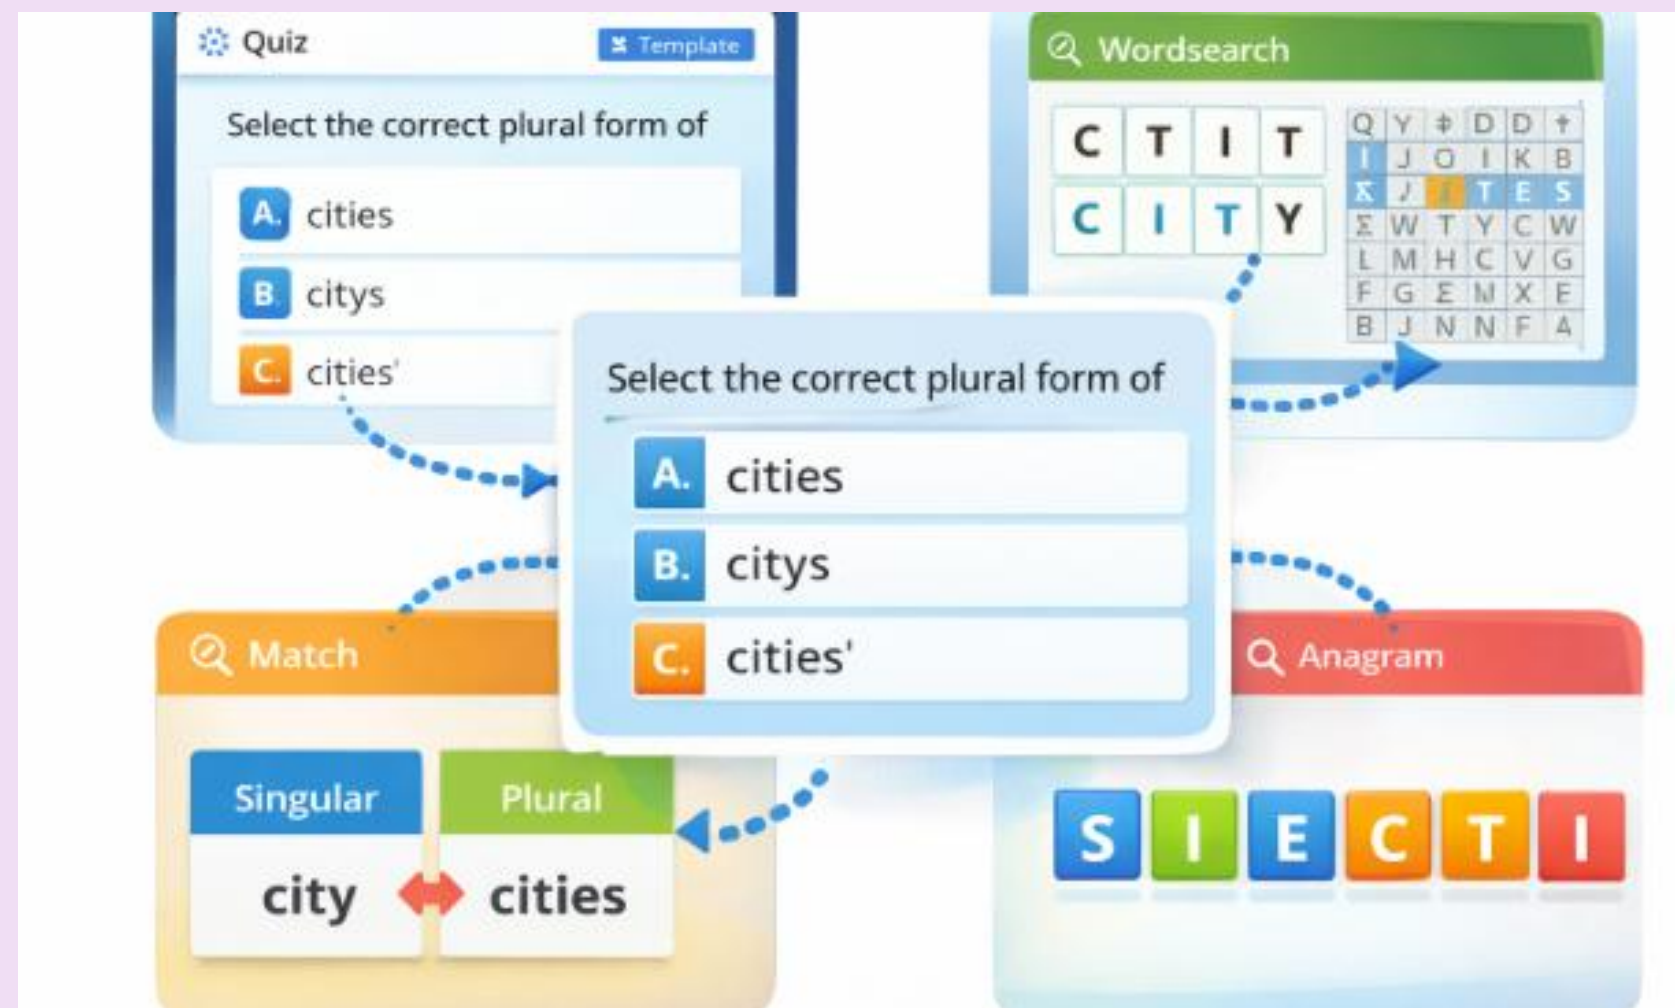 Quiz
Template
Select the correct plural form of
A. cities
B. citys
C. cities'
Wordsearch
C T I T
C I T Y
Q Y D D
I J O I K B
J T E S
W T Y C W
L M H C V G
F G Σ M X E
B J N N F A
Select the correct plural form of
A. cities
B. citys
C. cities'
Match
Singular Plural
city cities
Anagram
S I E C T I